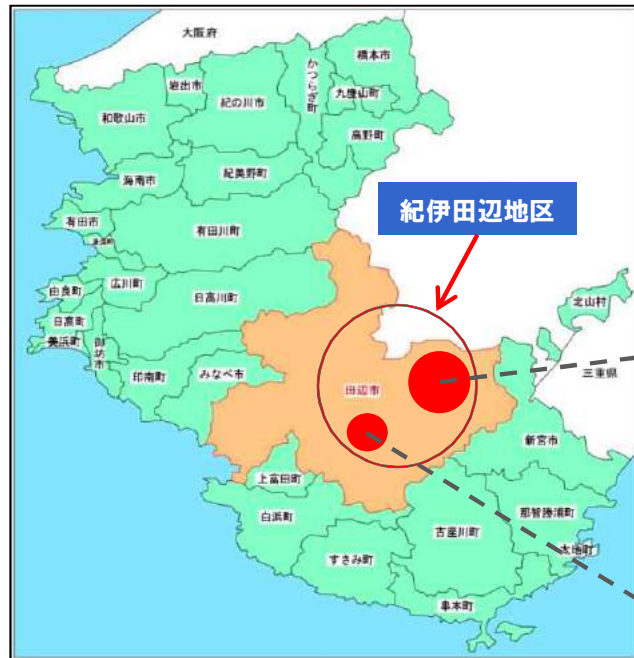 大阪府
橋本市
かつらぎ町
岩出市
九度山町
紀の川市
和歌山市
高野町
紀美野町
海南市
紀伊田辺地区
有田市
有田川町
広川町
由良町
日高川町
北山村
日高町
美浜町
御坊市
印南町
みなべ市
田辺市
三重県
新宮市
上富田町
白浜町
那智勝浦町
古座川町
太地町
すさみ町
串本町